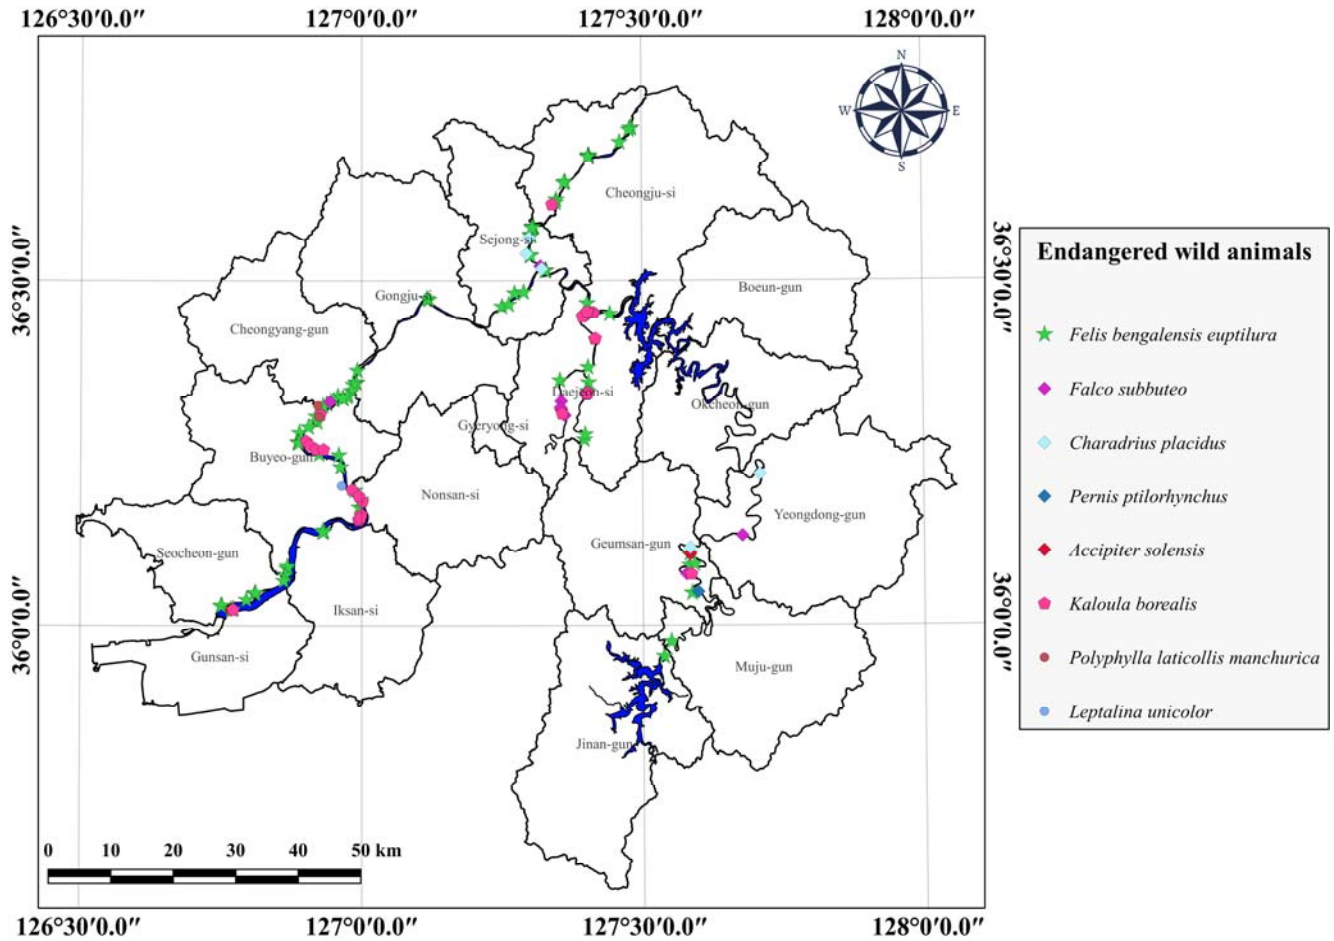 126°30'0.0" 127°0'0.0" 127°30'0.0" 128°0'0.0"
N
W E
S
Cheongju-si
Sejong-si
36°30'0.0" 36°30'0.0"
Boeun-gun
Gongju-si
Cheongyang-gun
Daejeon-si
Okcheon-gun
Gyeryong-si
Buyeo-gun
Nonsan-si
Yeongdong-gun
Geumsan-gun
Seocheon-gun
Iksan-si
36°0'0.0" 36°0'0.0"
Gunsan-si
Muju-gun
Jinan-gun
0 10 20 30 40 50 km
126°30'0.0" 127°0'0.0" 127°30'0.0" 128°0'0.0"
Endangered wild animals
Felis bengalensis euptilura
Falco subbuteo
Charadrius placidus
Pernis ptilorhynchus
Accipiter solensis
Kaloula borealis
Polyphylla laticollis manchurica
Leptalina unicolor